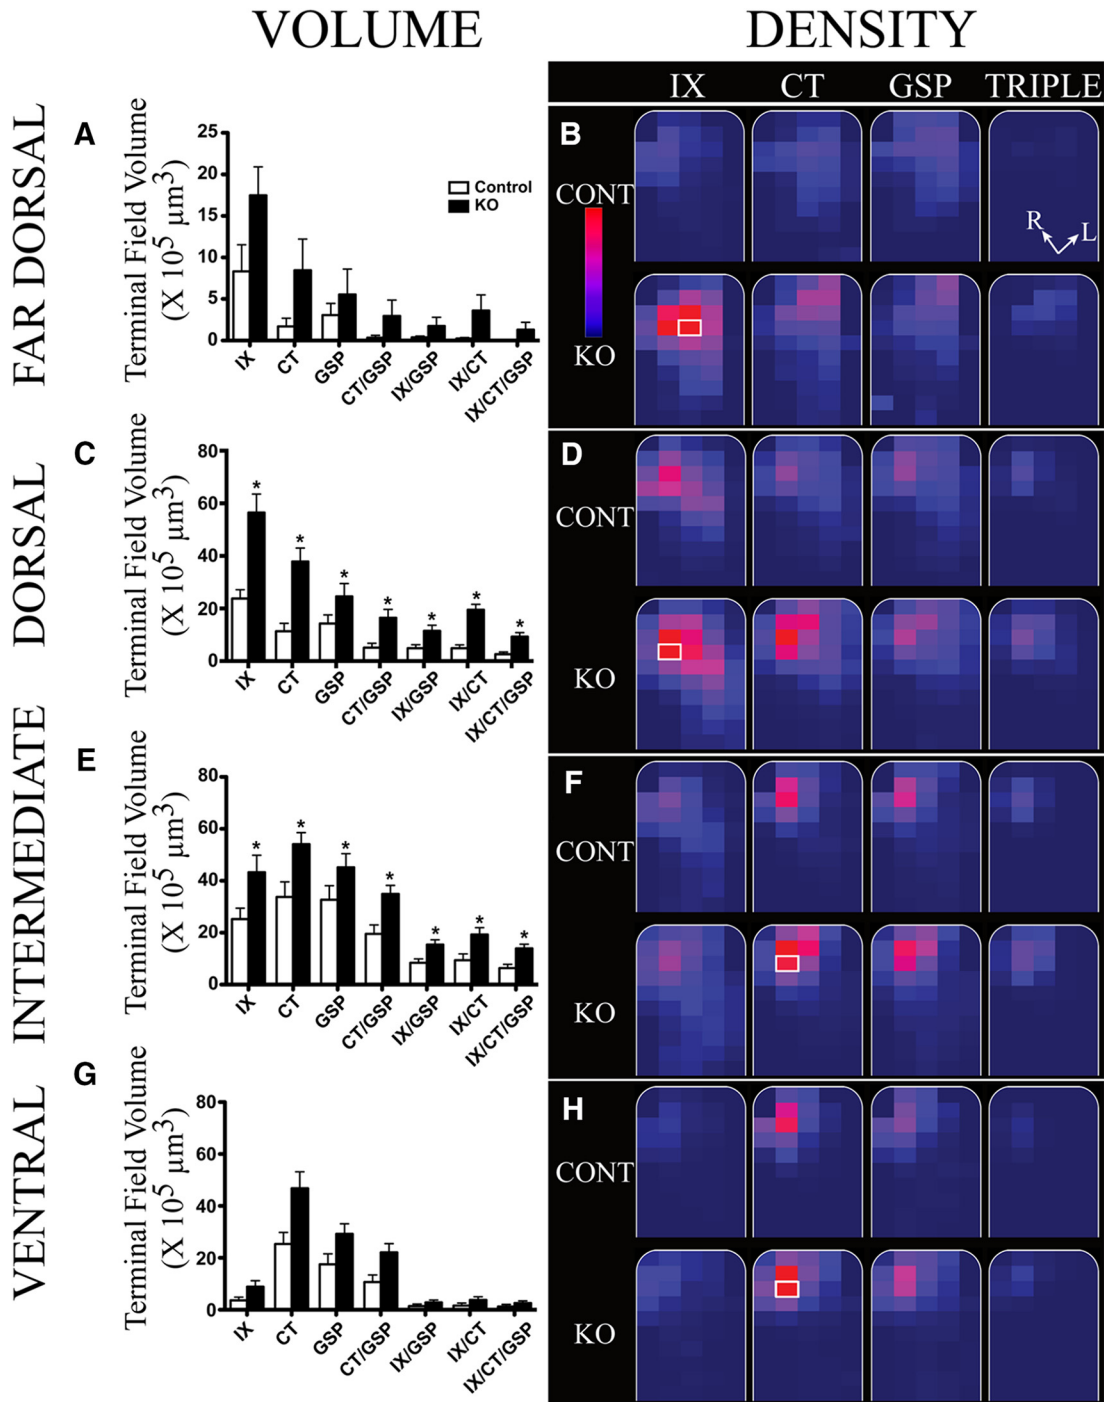 VOLUME
DENSITY
IX CT GSP TRIPLE
FAR DORSAL
A
Terminal Field Volume
(X 10⁵ μm³)
25
20
15
10
5
0
Control
KO
IX
CT
GSP
CT/GSP
IX/GSP
IX/CT
IX/CT/GSP
B
CONT
R
L
KO
DORSAL
C
Terminal Field Volume
(X 10⁵ μm³)
80
60
40
20
0
* * * * * * *
IX
CT
GSP
CT/GSP
IX/GSP
IX/CT
IX/CT/GSP
D
CONT
KO
INTERMEDIATE
E
Terminal Field Volume
(X 10⁵ μm³)
80
60
40
20
0
* * * * * * *
IX
CT
GSP
CT/GSP
IX/GSP
IX/CT
IX/CT/GSP
F
CONT
KO
VENTRAL
G
Terminal Field Volume
(X 10⁵ μm³)
80
60
40
20
0
IX
CT
GSP
CT/GSP
IX/GSP
IX/CT
IX/CT/GSP
H
CONT
KO